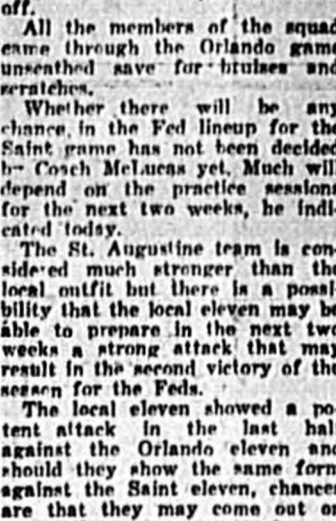 off.
All the members of the squad
came through the Orlando game
unscathed save for bruises and
scratches.
Whether there will be any
chance in the Fed lineup for the
Saint game has not been decided
by Coach McLucas yet. Much will
depend on the practice session
for the next two weeks, he indi-
cated today.
The St. Augustine team is con-
sidered much stronger than the
local outfit but there is a possi-
bility that the local eleven may be
able to prepare in the next two
weeks a strong attack that may
result in the second victory of the
season for the Feds.
The local eleven showed a po-
tent attack in the last hal
against the Orlando eleven and
should they show the same form
against the Saint eleven, chances
are that they may come out o